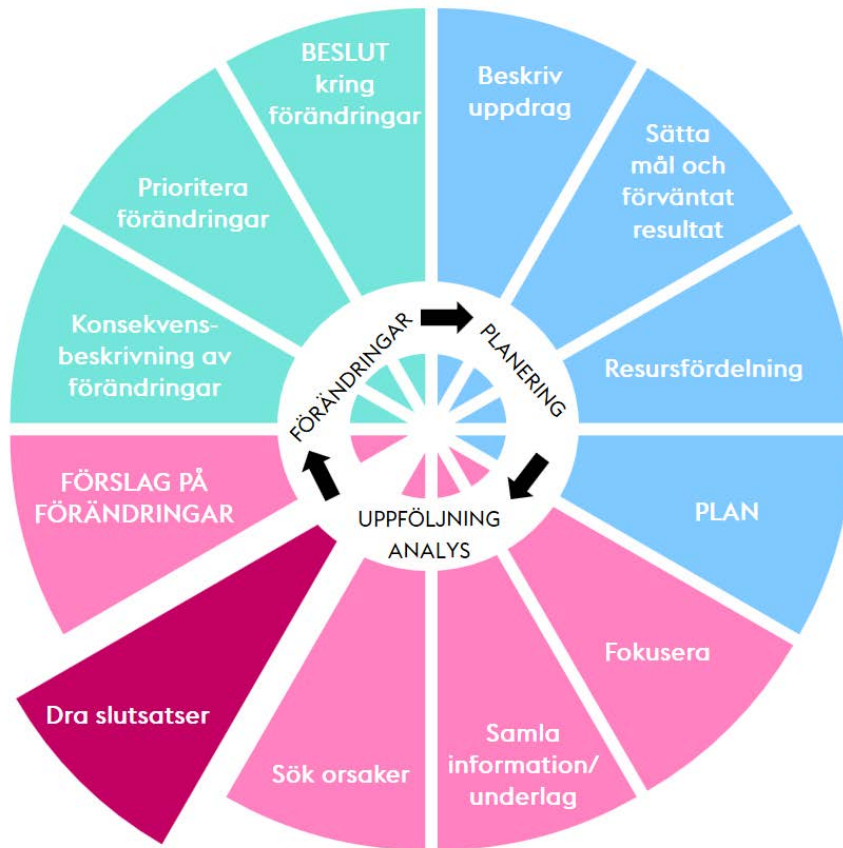 BESLUT
kring
förändringar
Beskriv
uppdrag
Sätta
mål och
förväntat
resultat
Resursfördelning
PLAN
Fokusera
Samla
information/
underlag
Sök orsaker
Dra slutsatser
FÖRSLAG PÅ
FÖRÄNDRINGAR
Konsekvens-
beskrivning av
förändringar
Prioritera
förändringar
FÖRÄNDRINGAR
PLANERING
UPPFÖLJNING
ANALYS